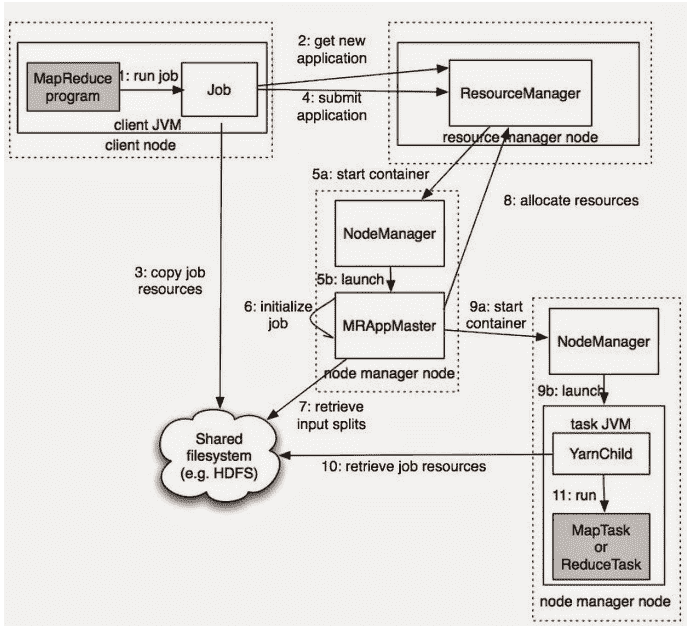 MapReduce
program
1: run job
Job
client JVM
client node
2: get new
application
4: submit
application
ResourceManager
resource manager node
5a: start container
8: allocate resources
NodeManager
5b: launch
3: copy job
resources
6: initialize
job
MRAppMaster
node manager node
9a: start
container
NodeManager
9b: launch
7: retrieve
input splits
Shared
filesystem
(e.g. HDFS)
10: retrieve job resources
task JVM
YarnChild
11: run
MapTask
or
ReduceTask
node manager node